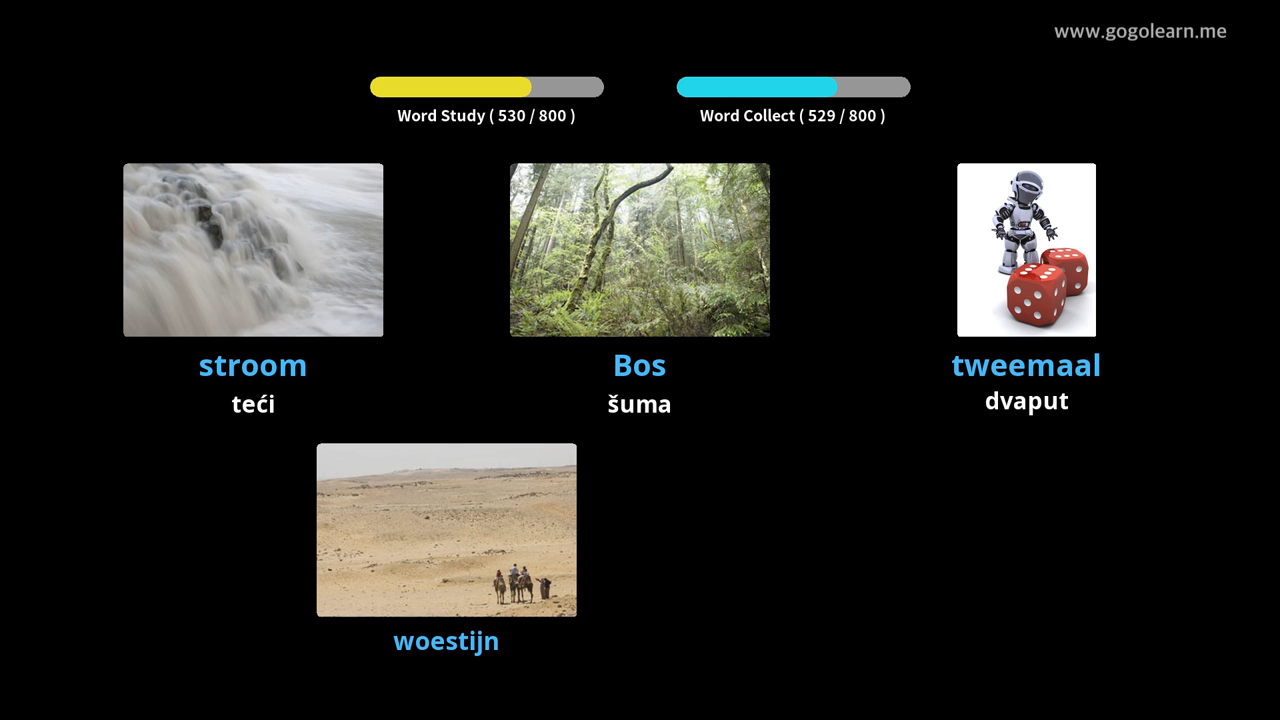 www.gogolearn.me
Word Study ( 530 / 800 )
Word Collect ( 529 / 800 )
stroom
teći
Bos
šuma
tweemaal
dvaput
woestijn